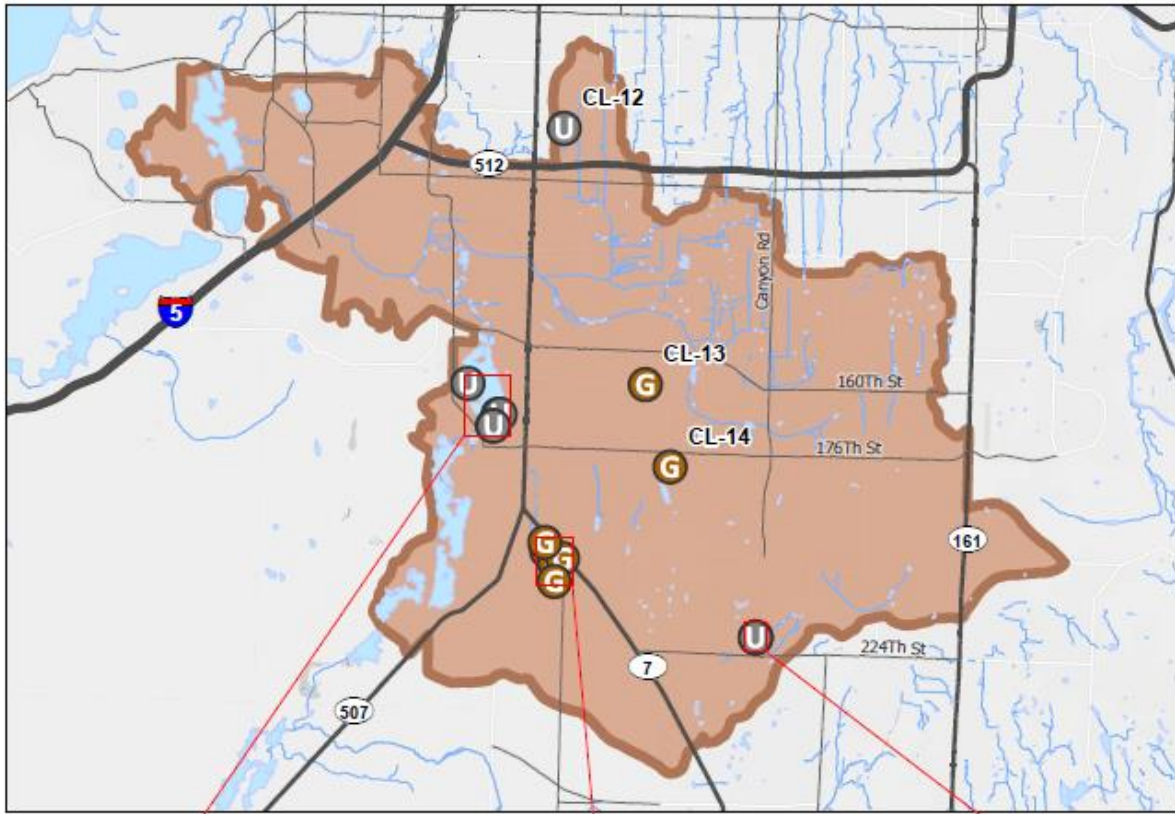 CL-12
U
512
Canyon Rd
5
CL-13
U
G
160Th St
U
CL-14
176Th St
G
G
G
161
G
U
224Th St
7
507